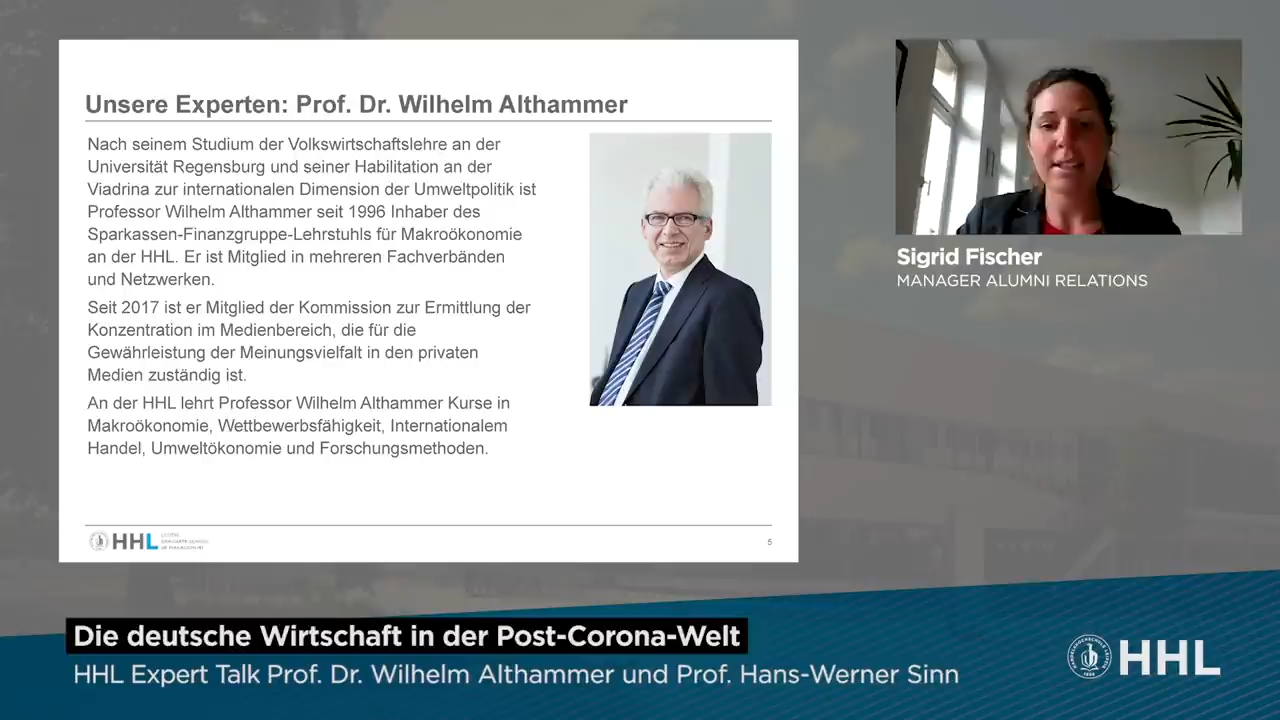 Unsere Experten: Prof. Dr. Wilhelm Althammer
Nach seinem Studium der Volkswirtschaftslehre an der
Universität Regensburg und seiner Habilitation an der
Viadrina zur internationalen Dimension der Umweltpolitik ist
Professor Wilhelm Althammer seit 1996 Inhaber des
Sparkassen-Finanzgruppe-Lehrstuhls für Makroökonomie
an der HHL. Er ist Mitglied in mehreren Fachverbänden
und Netzwerken.
Seit 2017 ist er Mitglied der Kommission zur Ermittlung der
Konzentration im Medienbereich, die für die
Gewährleistung der Meinungsvielfalt in den privaten
Medien zuständig ist.
An der HHL lehrt Professor Wilhelm Althammer Kurse in
Makroökonomie, Wettbewerbsfähigkeit, Internationalem
Handel, Umweltökonomie und Forschungsmethoden.
HHL
5
Sigrid Fischer
MANAGER ALUMNI RELATIONS
Die deutsche Wirtschaft in der Post-Corona-Welt
HHL Expert Talk Prof. Dr. Wilhelm Althammer und Prof. Hans-Werner Sinn
HHL